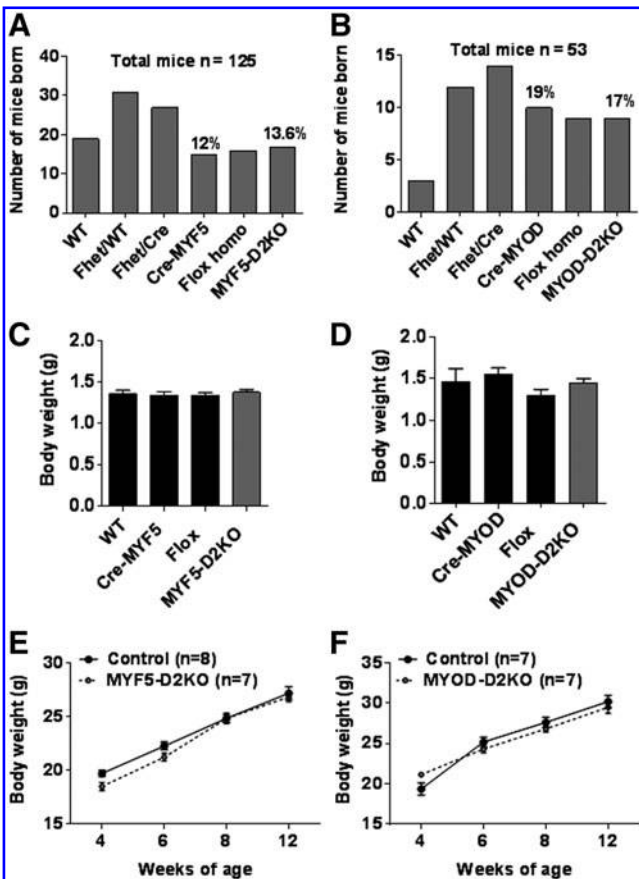 A
Total mice n= 125
Number of mice born
40
30
20
10
0
12%
13.6%
WT
Fhet/WT
Fhet/Cre
Cre-MYF5
Flox homo
MYF5-D2KO
B
Total mice n = 53
Number of mice born
15
10
5
0
19%
17%
WT
Fhet/WT
Fhet/Cre
Cre-MYOD
Flox homo
MYOD-D2KO
C
Body weight (g)
2.0
1.5
1.0
0.5
0.0
WT
Cre-MYF5
Flox
MYF5-D2KO
D
Body weight (g)
2.0
1.5
1.0
0.5
0.0
WT
Cre-MYOD
Flox
MYOD-D2KO
E
Control (n=8)
MYF5-D2KO (n=7)
Body weight (g)
30
25
20
15
4
6
8
12
Weeks of age
F
Control (n=7)
MYOD-D2KO (n=7)
Body weight (g)
35
30
25
20
15
4
6
8
12
Weeks of age